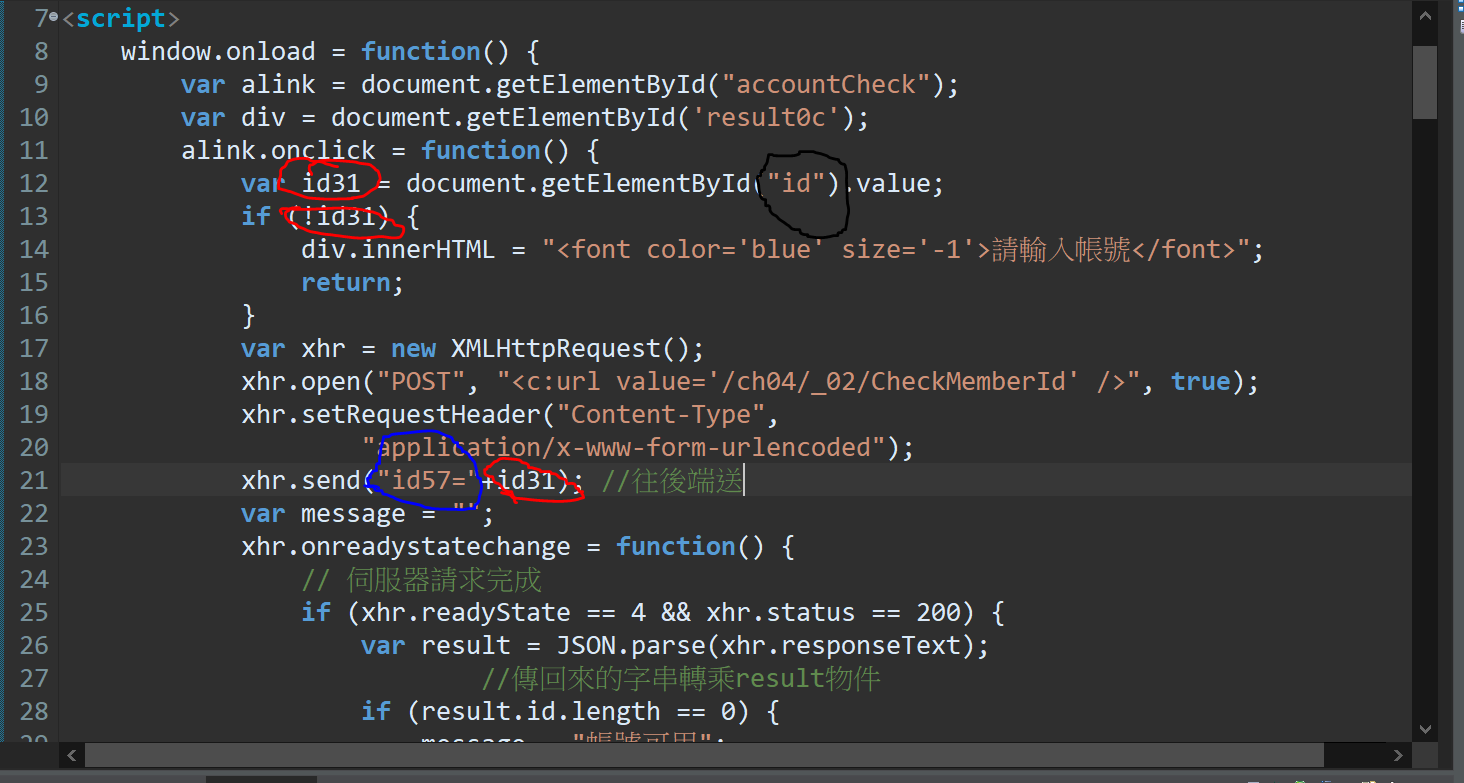 7 <script>
8 window.onload = function() {
9 var alink = document.getElementById("accountCheck");
10 var div = document.getElementById('result0c');
11 alink.onclick = function() {
12 var id31 = document.getElementById("id").value;
13 if (!id31) {
14 div.innerHTML = "<font color='blue' size='-1'>請輸入帳號</font>";
15 return;
16 }
17 var xhr = new XMLHttpRequest();
18 xhr.open("POST", "<c:url value='/ch04/_02/CheckMemberId' />", true);
19 xhr.setRequestHeader("Content-Type",
20 "application/x-www-form-urlencoded");
21 xhr.send("id57="+id31); //往後端送
22 var message = "";
23 xhr.onreadystatechange = function() {
24 // 伺服器請求完成
25 if (xhr.readyState == 4 && xhr.status == 200) {
26 var result = JSON.parse(xhr.responseText);
27 //傳回來的字串轉乘result物件
28 if (result.id.length == 0) {
29 message = "帳號可用";